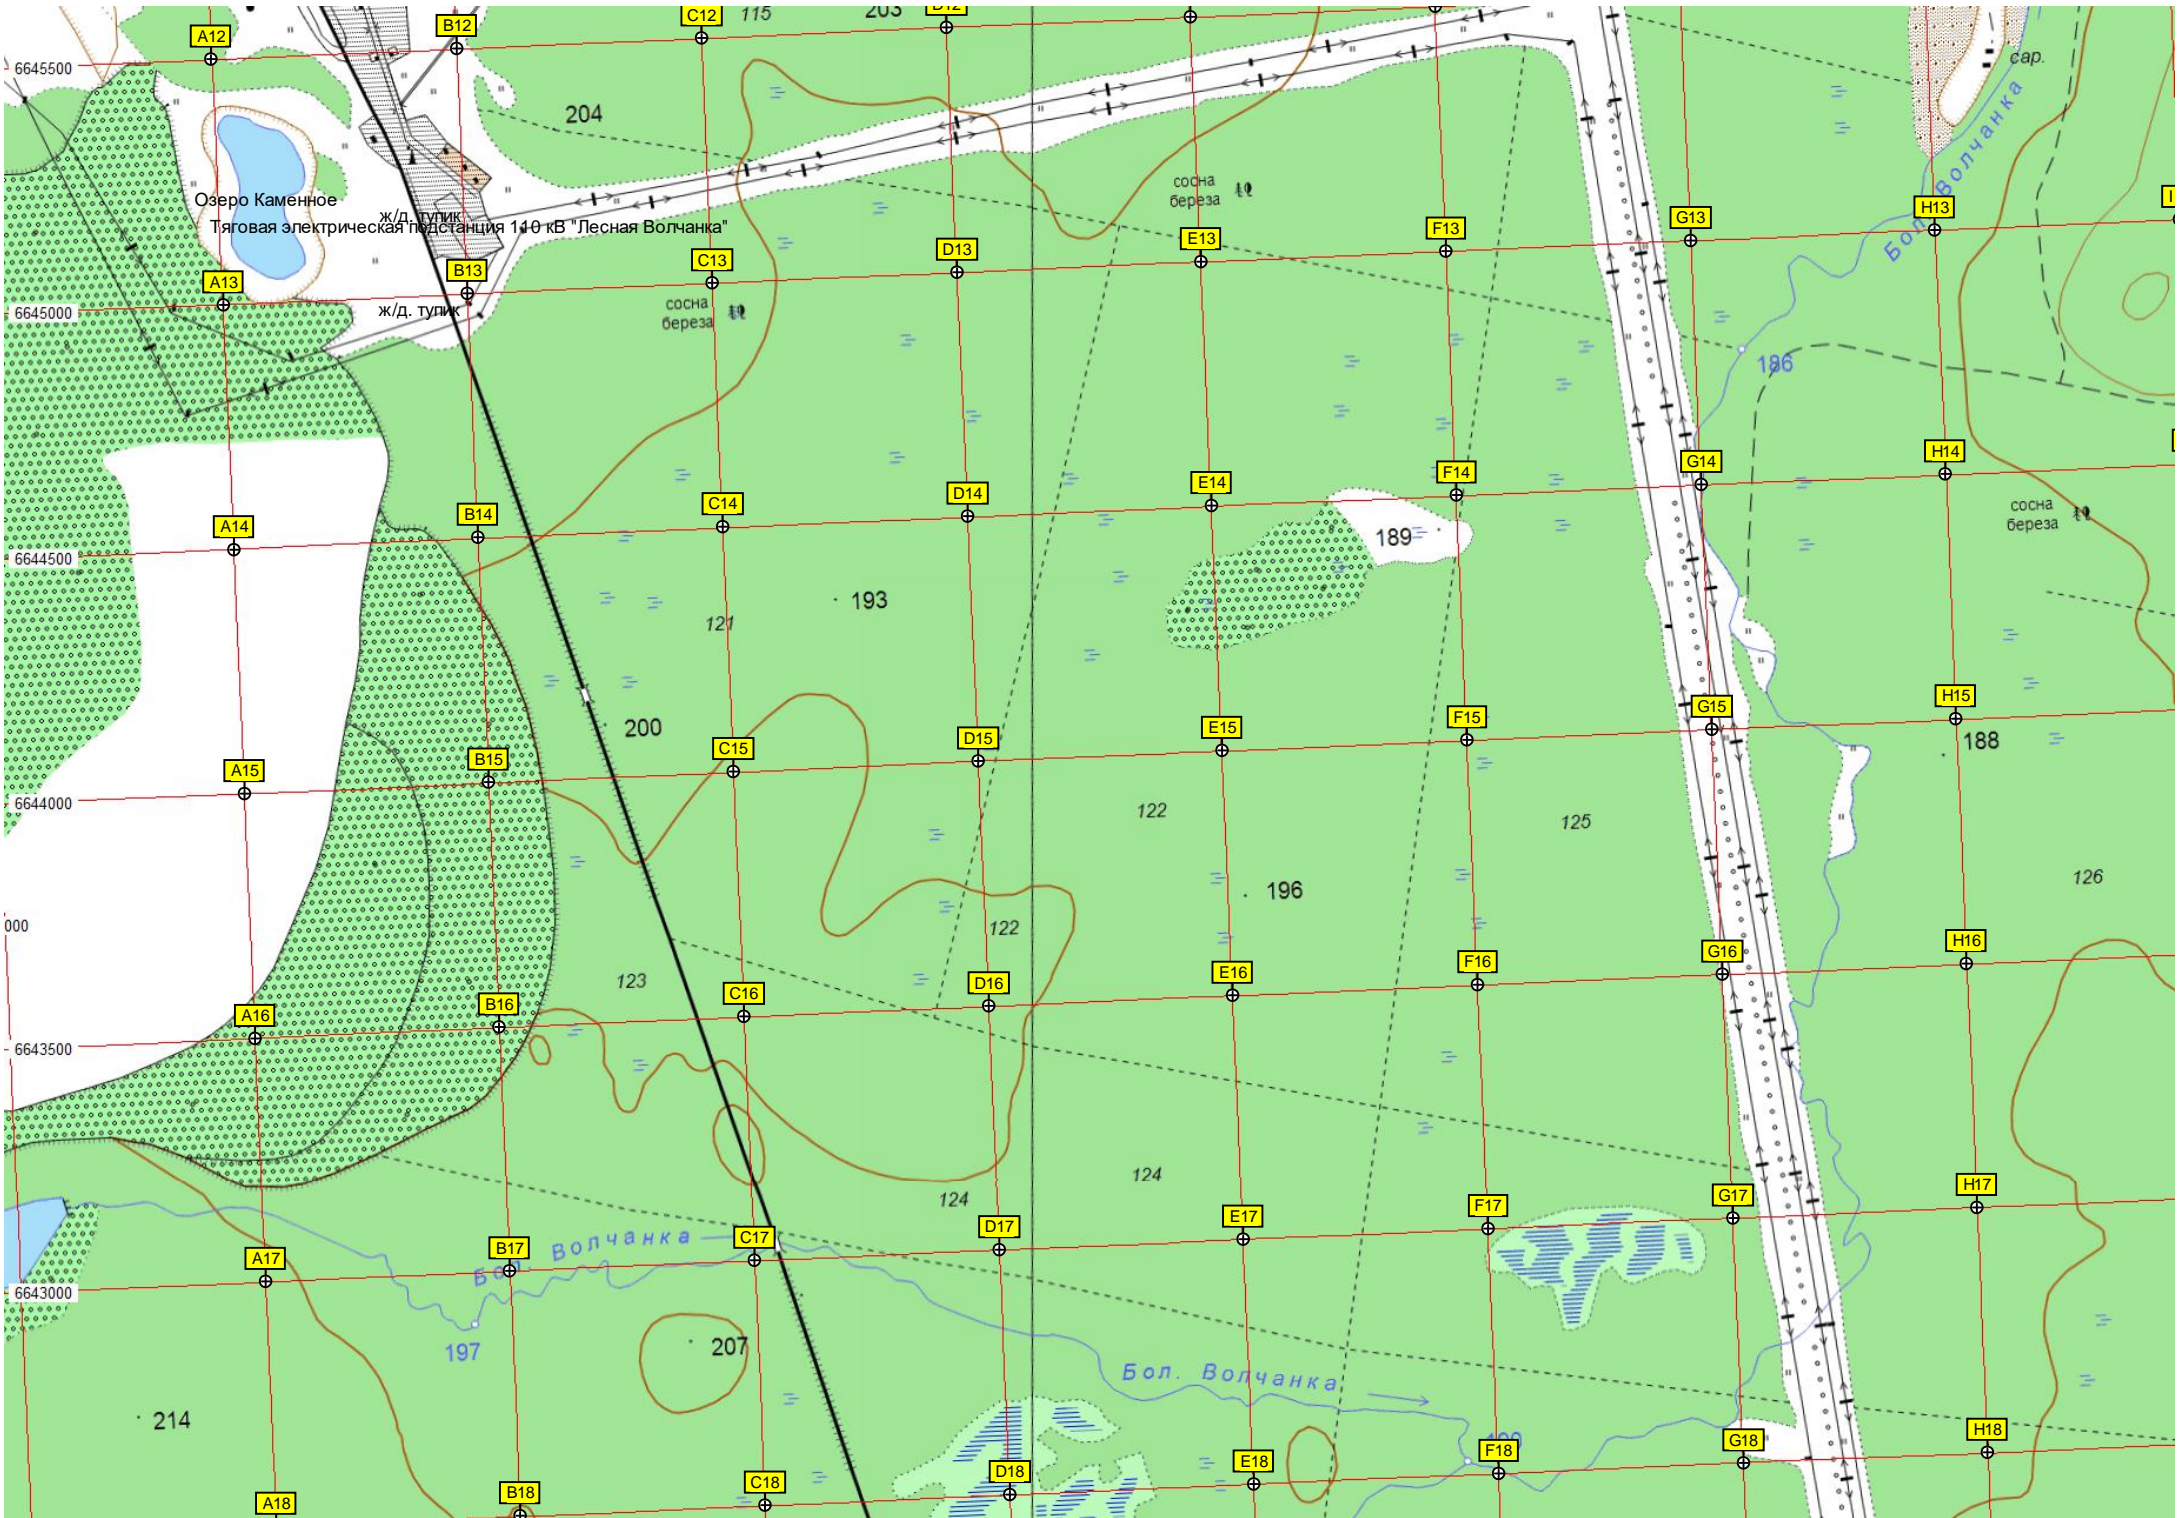 A12
B12
C12
115
203
D12
6645500
204
сар.
Озеро Каменное
ж/д. тупик
Тяговая электрическая подстанция 110 кВ "Лесная Волчанка"
сосна
береза
Бол. Волчанка
A13
B13
C13
D13
E13
F13
G13
H13
6645000
ж/д. тупик
сосна
береза
186
A14
B14
C14
D14
E14
F14
G14
H14
сосна
береза
6644500
189
193
121
200
A15
B15
C15
D15
E15
F15
G15
H15
188
6644000
122
125
196
126
000
122
123
A16
B16
C16
D16
E16
F16
G16
H16
6643500
124
124
A17
B17
C17
D17
E17
F17
G17
H17
Бол. Волчанка
6643000
197
207
Бол. Волчанка
214
A18
B18
C18
D18
E18
F18
G18
H18